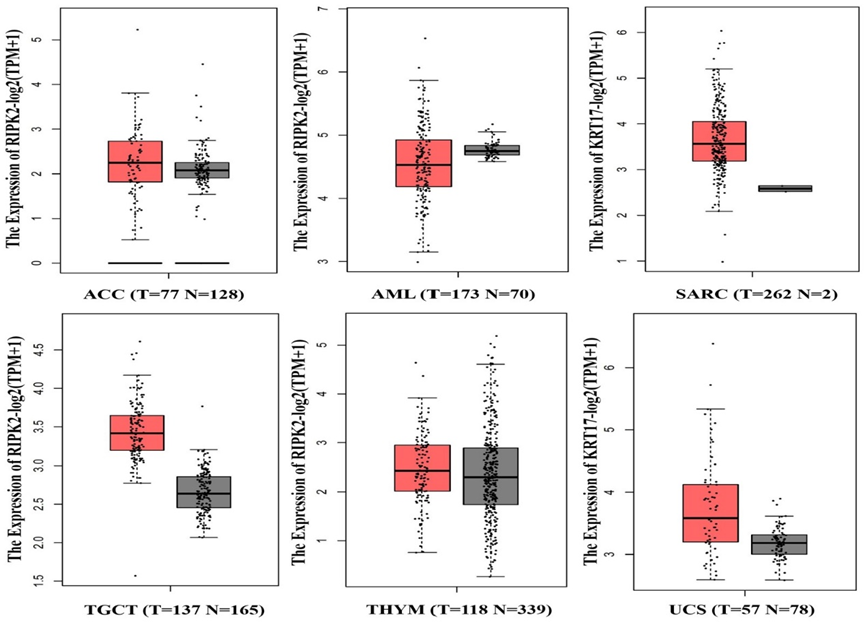 The Expression of RIPK2-log2(TPM+1)
5
4
3
2
1
0
ACC (T=77 N=128)
The Expression of RIPK2-log2(TPM+1)
7
6
5
4
3
AML (T=173 N=70)
The Expression of KRT17-log2(TPM+1)
6
5
4
3
2
1
SARC (T=262 N=2)
The Expression of RIPK2-log2(TPM+1)
4.5
4.0
3.5
3.0
2.5
2.0
1.5
TGCT (T=137 N=165)
The Expression of RIPK2-log2(TPM+1)
5
4
3
2
1
THYM (T=118 N=339)
The Expression of KRT17-log2(TPM+1)
6
5
4
3
UCS (T=57 N=78)